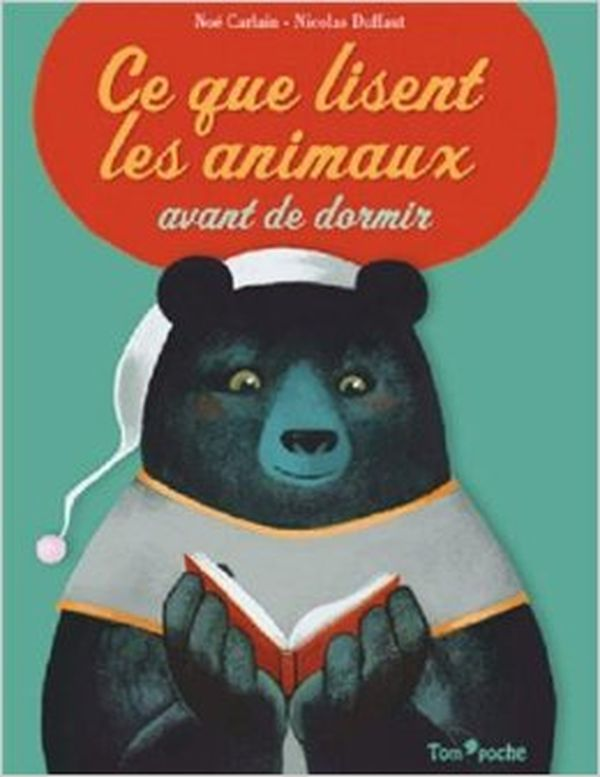 Noé Carlain - Nicolas Duffaut
Ce que lisent
les animaux
avant de dormir
Tom'poche